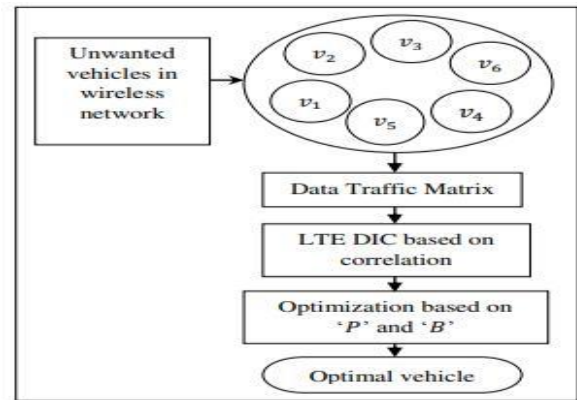 Unwanted
vehicles in
wireless
network
v₂
v₃
v₆
v₁
v₅
v₄
Data Traffic Matrix
LTE DIC based on
correlation
Optimization based on
‘P’ and ‘B’
Optimal vehicle